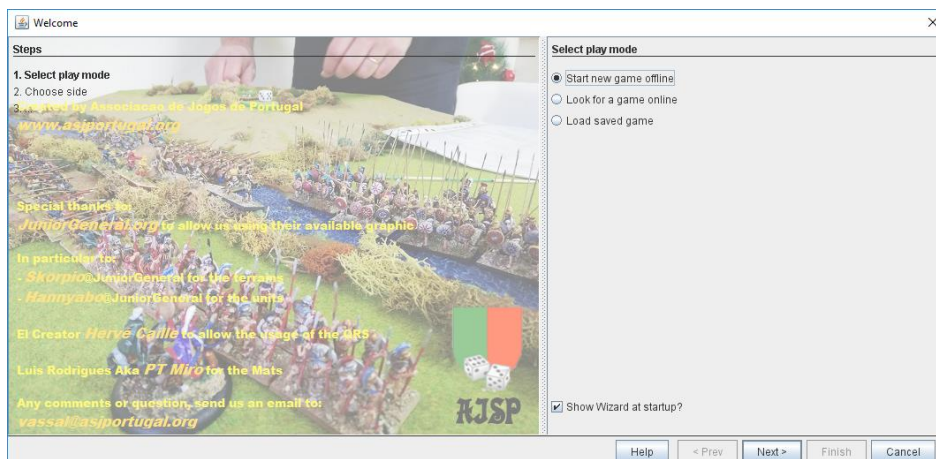 Welcome
Steps
1. Select play mode
2. Choose side
3.
Created by Associacao de Jogos de Portugal
www.asjportugal.org
Special thanks to:
JuniorGeneral.org to allow us using their available graphic
In particular to:
- Skorpio@JuniorGeneral for the terrains
- Hannyabo@JuniorGeneral for the units
El Creator Hervé Caille to allow the usage of the QRS
Luis Rodrigues Aka PT Miro for the Mats
Any comments or question, send us an email to:
vassal@asjportugal.org
AJSP
Select play mode
Start new game offline
Look for a game online
Load saved game
Show Wizard at startup?
Help
< Prev
Next >
Finish
Cancel